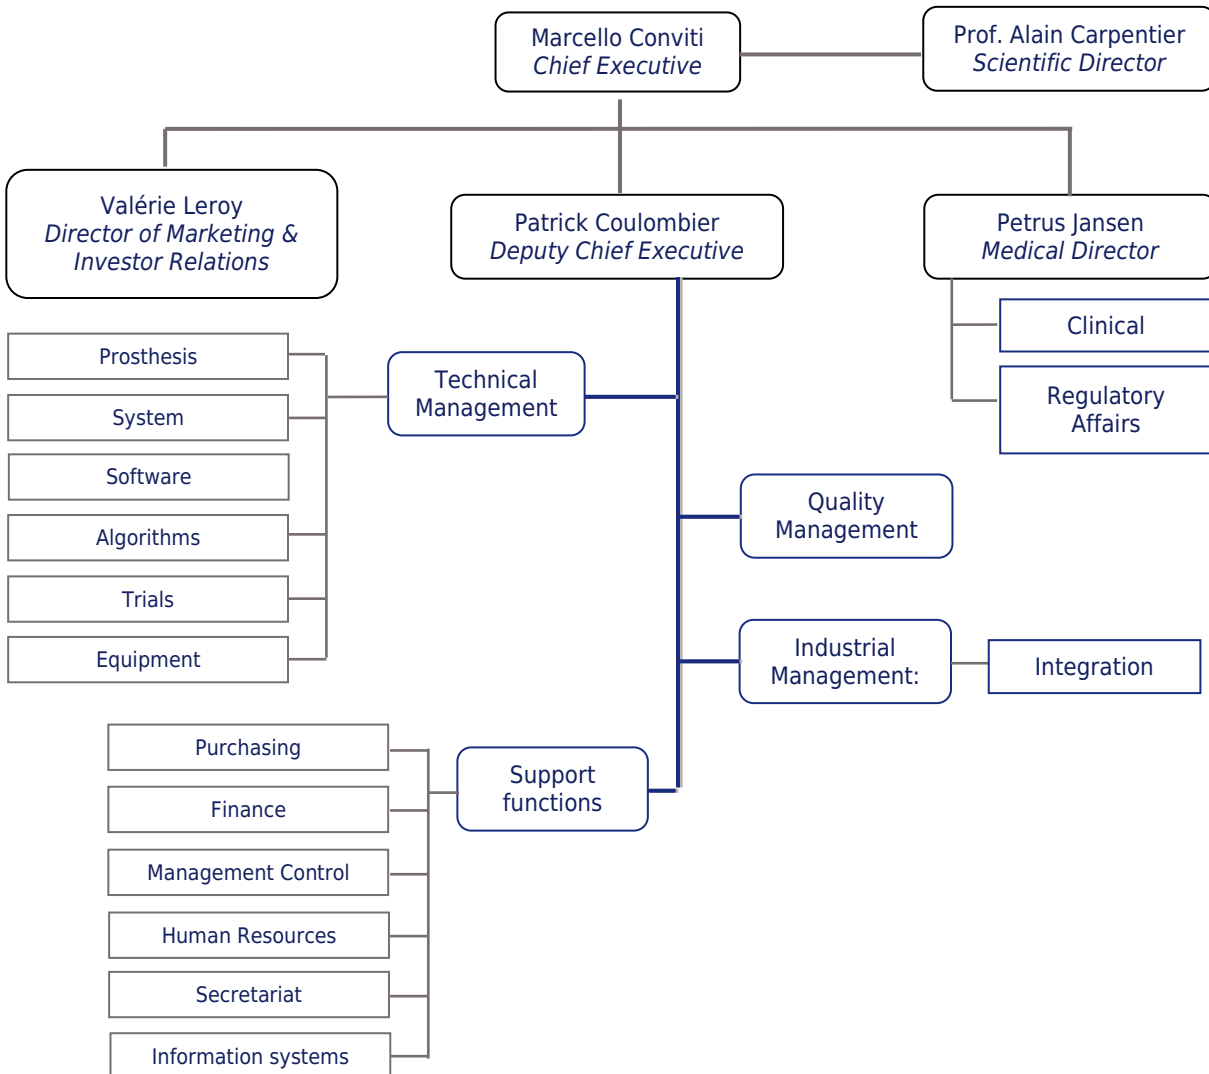 Marcello Conviti
Chief Executive
Prof. Alain Carpentier
Scientific Director
Valérie Leroy
Director of Marketing &
Investor Relations
Patrick Coulombier
Deputy Chief Executive
Petrus Jansen
Medical Director
Clinical
Regulatory
Affairs
Technical
Management
Prosthesis
System
Software
Algorithms
Trials
Equipment
Quality
Management
Industrial
Management:
Integration
Support
functions
Purchasing
Finance
Management Control
Human Resources
Secretariat
Information systems